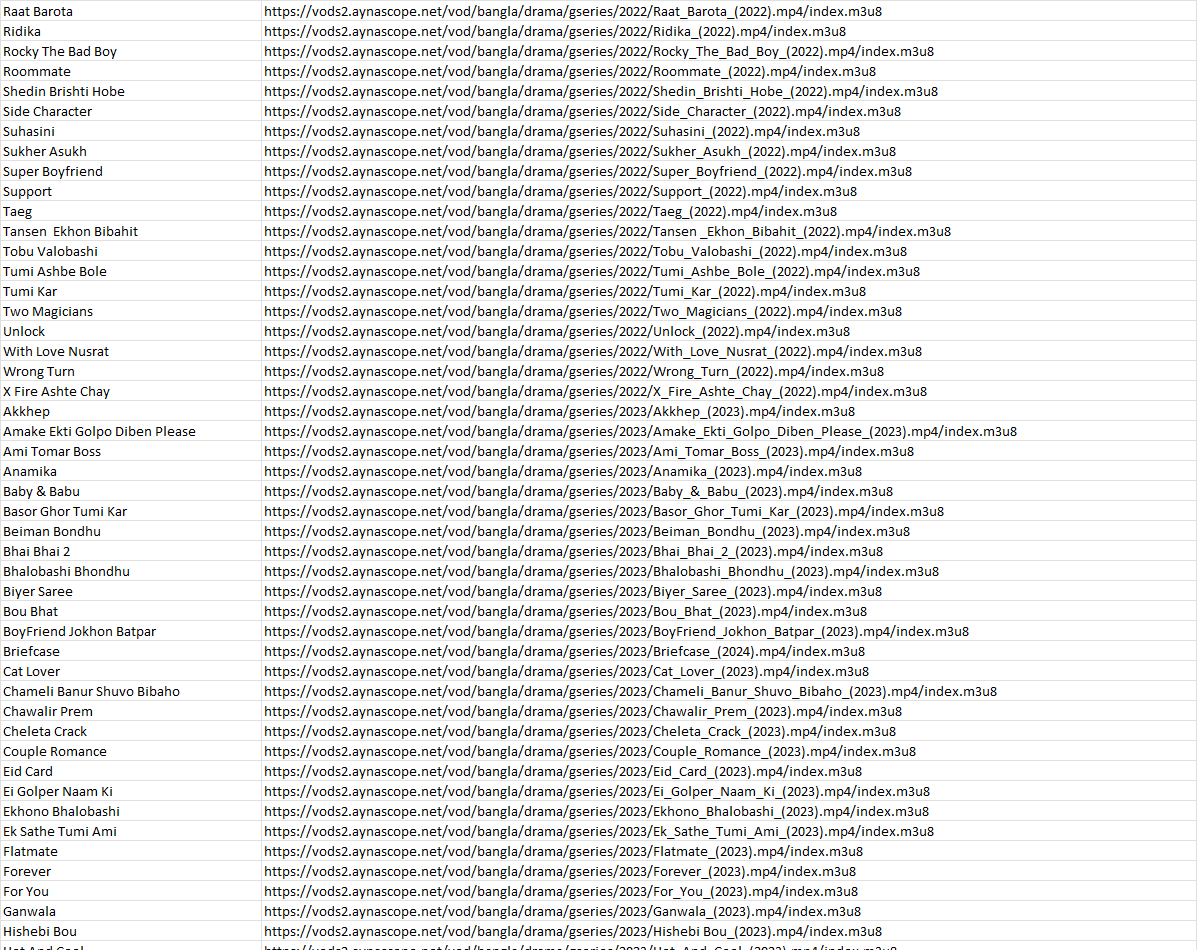 Raat Barota https://vods2.aynascope.net/vod/bangla/drama/gseries/2022/Raat_Barota_(2022).mp4/index.m3u8
Ridika https://vods2.aynascope.net/vod/bangla/drama/gseries/2022/Ridika_(2022).mp4/index.m3u8
Rocky The Bad Boy https://vods2.aynascope.net/vod/bangla/drama/gseries/2022/Rocky_The_Bad_Boy_(2022).mp4/index.m3u8
Roommate https://vods2.aynascope.net/vod/bangla/drama/gseries/2022/Roommate_(2022).mp4/index.m3u8
Shedin Brishti Hobe https://vods2.aynascope.net/vod/bangla/drama/gseries/2022/Shedin_Brishti_Hobe_(2022).mp4/index.m3u8
Side Character https://vods2.aynascope.net/vod/bangla/drama/gseries/2022/Side_Character_(2022).mp4/index.m3u8
Suhasini https://vods2.aynascope.net/vod/bangla/drama/gseries/2022/Suhasini_(2022).mp4/index.m3u8
Sukher Asukh https://vods2.aynascope.net/vod/bangla/drama/gseries/2022/Sukher_Asukh_(2022).mp4/index.m3u8
Super Boyfriend https://vods2.aynascope.net/vod/bangla/drama/gseries/2022/Super_Boyfriend_(2022).mp4/index.m3u8
Support https://vods2.aynascope.net/vod/bangla/drama/gseries/2022/Support_(2022).mp4/index.m3u8
Taeg https://vods2.aynascope.net/vod/bangla/drama/gseries/2022/Taeg_(2022).mp4/index.m3u8
Tansen  Ekhon Bibahit https://vods2.aynascope.net/vod/bangla/drama/gseries/2022/Tansen _Ekhon_Bibahit_(2022).mp4/index.m3u8
Tobu Valobashi https://vods2.aynascope.net/vod/bangla/drama/gseries/2022/Tobu_Valobashi_(2022).mp4/index.m3u8
Tumi Ashbe Bole https://vods2.aynascope.net/vod/bangla/drama/gseries/2022/Tumi_Ashbe_Bole_(2022).mp4/index.m3u8
Tumi Kar https://vods2.aynascope.net/vod/bangla/drama/gseries/2022/Tumi_Kar_(2022).mp4/index.m3u8
Two Magicians https://vods2.aynascope.net/vod/bangla/drama/gseries/2022/Two_Magicians_(2022).mp4/index.m3u8
Unlock https://vods2.aynascope.net/vod/bangla/drama/gseries/2022/Unlock_(2022).mp4/index.m3u8
With Love Nusrat https://vods2.aynascope.net/vod/bangla/drama/gseries/2022/With_Love_Nusrat_(2022).mp4/index.m3u8
Wrong Turn https://vods2.aynascope.net/vod/bangla/drama/gseries/2022/Wrong_Turn_(2022).mp4/index.m3u8
X Fire Ashte Chay https://vods2.aynascope.net/vod/bangla/drama/gseries/2022/X_Fire_Ashte_Chay_(2022).mp4/index.m3u8
Akkhep https://vods2.aynascope.net/vod/bangla/drama/gseries/2023/Akkhep_(2023).mp4/index.m3u8
Amake Ekti Golpo Diben Please https://vods2.aynascope.net/vod/bangla/drama/gseries/2023/Amake_Ekti_Golpo_Diben_Please_(2023).mp4/index.m3u8
Ami Tomar Boss https://vods2.aynascope.net/vod/bangla/drama/gseries/2023/Ami_Tomar_Boss_(2023).mp4/index.m3u8
Anamika https://vods2.aynascope.net/vod/bangla/drama/gseries/2023/Anamika_(2023).mp4/index.m3u8
Baby & Babu https://vods2.aynascope.net/vod/bangla/drama/gseries/2023/Baby_&_Babu_(2023).mp4/index.m3u8
Basor Ghor Tumi Kar https://vods2.aynascope.net/vod/bangla/drama/gseries/2023/Basor_Ghor_Tumi_Kar_(2023).mp4/index.m3u8
Beiman Bondhu https://vods2.aynascope.net/vod/bangla/drama/gseries/2023/Beiman_Bondhu_(2023).mp4/index.m3u8
Bhai Bhai 2 https://vods2.aynascope.net/vod/bangla/drama/gseries/2023/Bhai_Bhai_2_(2023).mp4/index.m3u8
Bhalobashi Bhondhu https://vods2.aynascope.net/vod/bangla/drama/gseries/2023/Bhalobashi_Bhondhu_(2023).mp4/index.m3u8
Biyer Saree https://vods2.aynascope.net/vod/bangla/drama/gseries/2023/Biyer_Saree_(2023).mp4/index.m3u8
Bou Bhat https://vods2.aynascope.net/vod/bangla/drama/gseries/2023/Bou_Bhat_(2023).mp4/index.m3u8
BoyFriend Jokhon Batpar https://vods2.aynascope.net/vod/bangla/drama/gseries/2023/BoyFriend_Jokhon_Batpar_(2023).mp4/index.m3u8
Briefcase https://vods2.aynascope.net/vod/bangla/drama/gseries/2023/Briefcase_(2024).mp4/index.m3u8
Cat Lover https://vods2.aynascope.net/vod/bangla/drama/gseries/2023/Cat_Lover_(2023).mp4/index.m3u8
Chameli Banur Shuvo Bibaho https://vods2.aynascope.net/vod/bangla/drama/gseries/2023/Chameli_Banur_Shuvo_Bibaho_(2023).mp4/index.m3u8
Chawalir Prem https://vods2.aynascope.net/vod/bangla/drama/gseries/2023/Chawalir_Prem_(2023).mp4/index.m3u8
Cheleta Crack https://vods2.aynascope.net/vod/bangla/drama/gseries/2023/Cheleta_Crack_(2023).mp4/index.m3u8
Couple Romance https://vods2.aynascope.net/vod/bangla/drama/gseries/2023/Couple_Romance_(2023).mp4/index.m3u8
Eid Card https://vods2.aynascope.net/vod/bangla/drama/gseries/2023/Eid_Card_(2023).mp4/index.m3u8
Ei Golper Naam Ki https://vods2.aynascope.net/vod/bangla/drama/gseries/2023/Ei_Golper_Naam_Ki_(2023).mp4/index.m3u8
Ekhono Bhalobashi https://vods2.aynascope.net/vod/bangla/drama/gseries/2023/Ekhono_Bhalobashi_(2023).mp4/index.m3u8
Ek Sathe Tumi Ami https://vods2.aynascope.net/vod/bangla/drama/gseries/2023/Ek_Sathe_Tumi_Ami_(2023).mp4/index.m3u8
Flatmate https://vods2.aynascope.net/vod/bangla/drama/gseries/2023/Flatmate_(2023).mp4/index.m3u8
Forever https://vods2.aynascope.net/vod/bangla/drama/gseries/2023/Forever_(2023).mp4/index.m3u8
For You https://vods2.aynascope.net/vod/bangla/drama/gseries/2023/For_You_(2023).mp4/index.m3u8
Ganwala https://vods2.aynascope.net/vod/bangla/drama/gseries/2023/Ganwala_(2023).mp4/index.m3u8
Hishebi Bou https://vods2.aynascope.net/vod/bangla/drama/gseries/2023/Hishebi Bou_(2023).mp4/index.m3u8